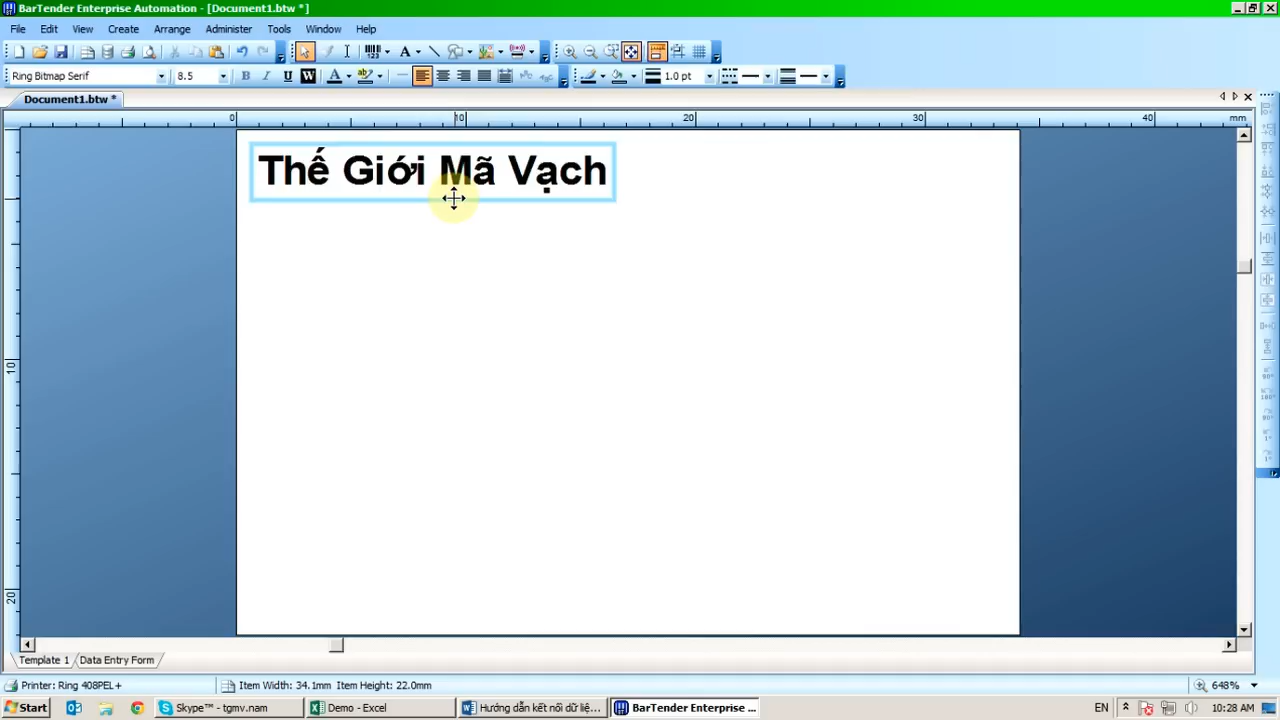 BarTender Enterprise Automation - [Document1.btw *]
File Edit View Create Arrange Administer Tools Window Help
Ring Bitmap Serif 8.5 B I U W A 1.0 pt
Document1.btw *
0 10 20 30 40 mm
Thế Giới Mã Vạch
10
20
Template 1 Data Entry Form
Printer: Ring 408PEL+ Item Width: 34.1mm Item Height: 22.0mm 648%
Start Skype™ - tgmv.nam Demo - Excel Hướng dẫn kết nối dữ liệ... BarTender Enterprise ... EN 10:28 AM